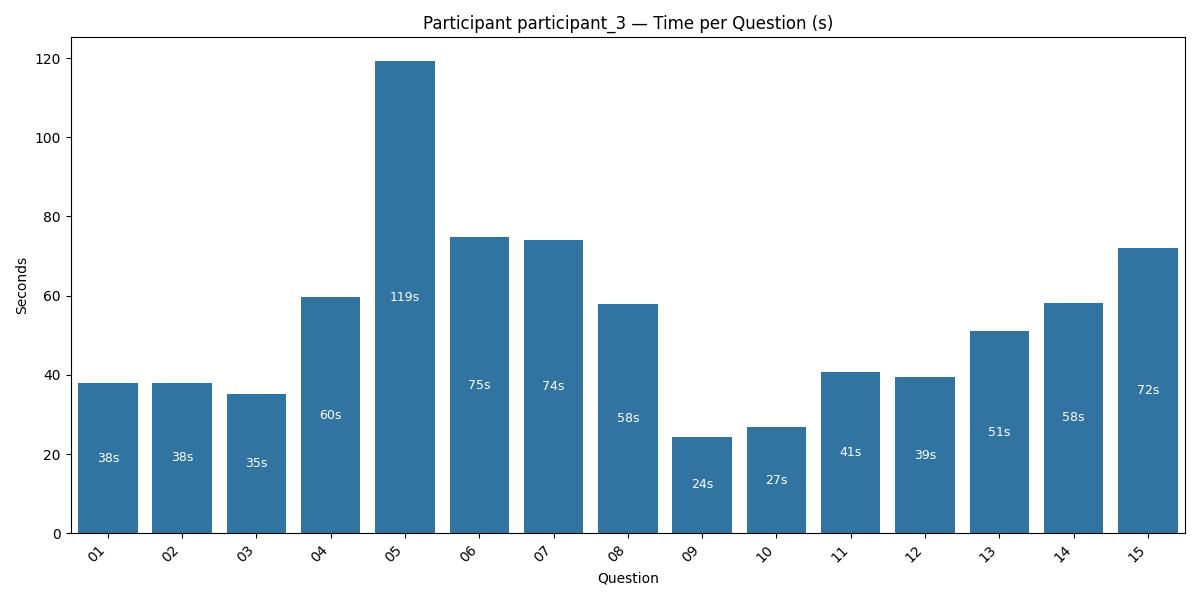 Participant participant_3 — Time per Question (s)
Seconds
120
100
80
60
40
20
0
38s
38s
35s
60s
119s
75s
74s
58s
24s
27s
41s
39s
51s
58s
72s
01
02
03
04
05
06
07
08
09
10
11
12
13
14
15
Question